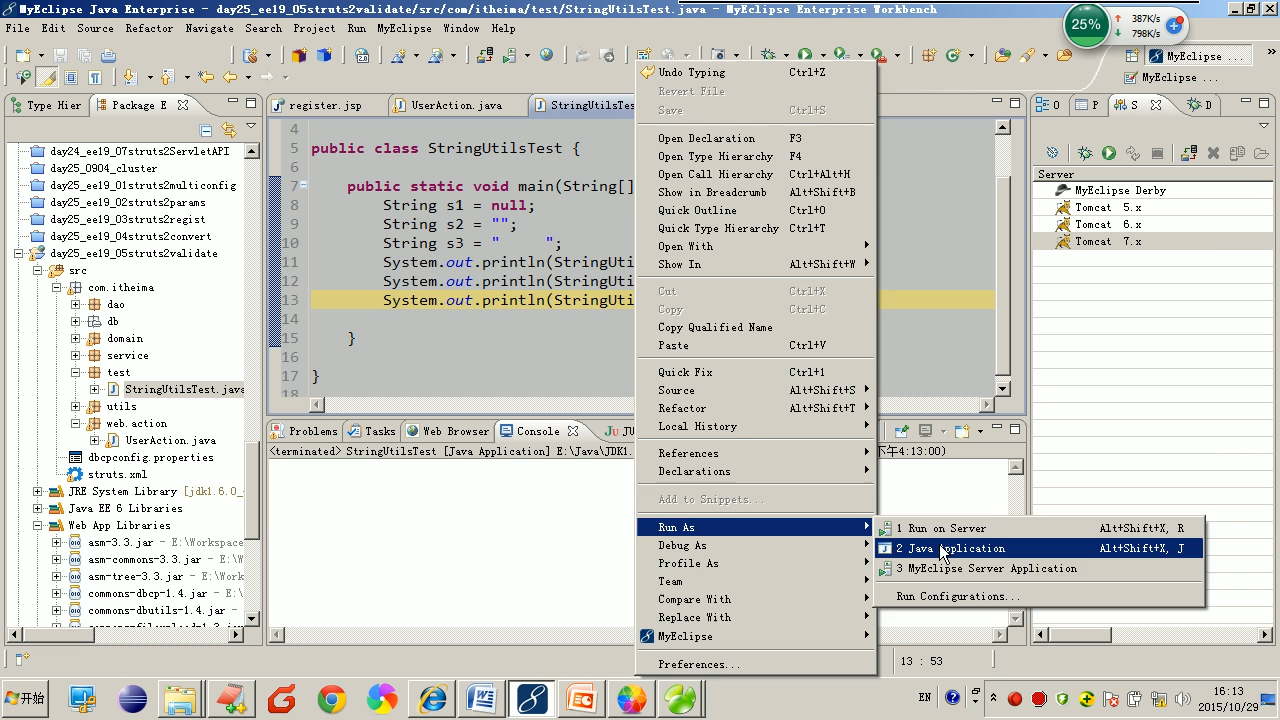 MyEclipse Java Enterprise - day25_ee19_05struts2validate/src/com/itheima/test/StringUtilsTest.java - MyEclipse Enterprise Workbench
25%
387K/s
798K/s
File Edit Source Refactor Navigate Search Project Run MyEclipse Window Help
MyEclipse ...
MyEclipse ...
Type Hier
Package E
day24_ee19_07struts2ServletAPI
day25_0904_cluster
day25_ee19_01struts2multiconfig
day25_ee19_02struts2params
day25_ee19_03struts2regist
day25_ee19_04struts2convert
day25_ee19_05struts2validate
src
com.itheima
dao
db
domain
service
test
StringUtilsTest.java
utils
web.action
UserAction.java
dbcpconfig.properties
struts.xml
JRE System Library [jdk1.6.0_
Java EE 6 Libraries
Web App Libraries
asm-3.3.jar - E:\Work
asm-commons-3.3.jar - E:
asm-tree-3.3.jar - E:\Work
commons-dbcp-1.4.jar - E:
commons-dbutils-1.4.jar -
register.jsp
UserAction.java
StringUtilsTes
4
5 public class StringUtilsTest {
6
7 public static void main(String[]
8 String s1 = null;
9 String s2 = "";
10 String s3 = "     ";
11 System.out.println(StringUti
12 System.out.println(StringUti
13 System.out.println(StringUti
14
15 }
16
17 }
18
Problems
Tasks
Web Browser
Console
JU
<terminated> StringUtilsTest [Java Application] E:\Java\JDK1.
下午4:13:00)
Undo Typing Ctrl+Z
Revert File
Save Ctrl+S
Open Declaration F3
Open Type Hierarchy F4
Open Call Hierarchy Ctrl+Alt+H
Show in Breadcrumb Alt+Shift+B
Quick Outline Ctrl+O
Quick Type Hierarchy Ctrl+T
Open With
Show In Alt+Shift+W
Cut Ctrl+X
Copy Ctrl+C
Copy Qualified Name
Paste Ctrl+V
Quick Fix Ctrl+1
Source Alt+Shift+S
Refactor Alt+Shift+T
Local History
References
Declarations
Add to Snippets...
Run As
Debug As
Profile As
Team
Compare With
Replace With
MyEclipse
Preferences...
1 Run on Server Alt+Shift+X, R
2 Java Application Alt+Shift+X, J
3 MyEclipse Server Application
Run Configurations...
O
P
S
D
Server
MyEclipse Derby
Tomcat 5.x
Tomcat 6.x
Tomcat 7.x
13 : 53
开始
EN
16:13
2015/10/29